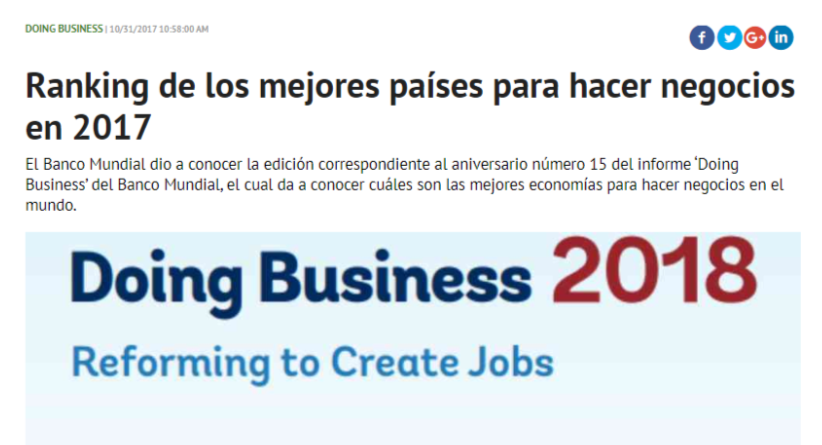 DOING BUSINESS | 10/31/2017 10:58:00 AM
f G+ in
Ranking de los mejores países para hacer negocios
en 2017
El Banco Mundial dio a conocer la edición correspondiente al aniversario número 15 del informe ‘Doing
Business’ del Banco Mundial, el cual da a conocer cuáles son las mejores economías para hacer negocios en el
mundo.
Doing Business 2018
Reforming to Create Jobs